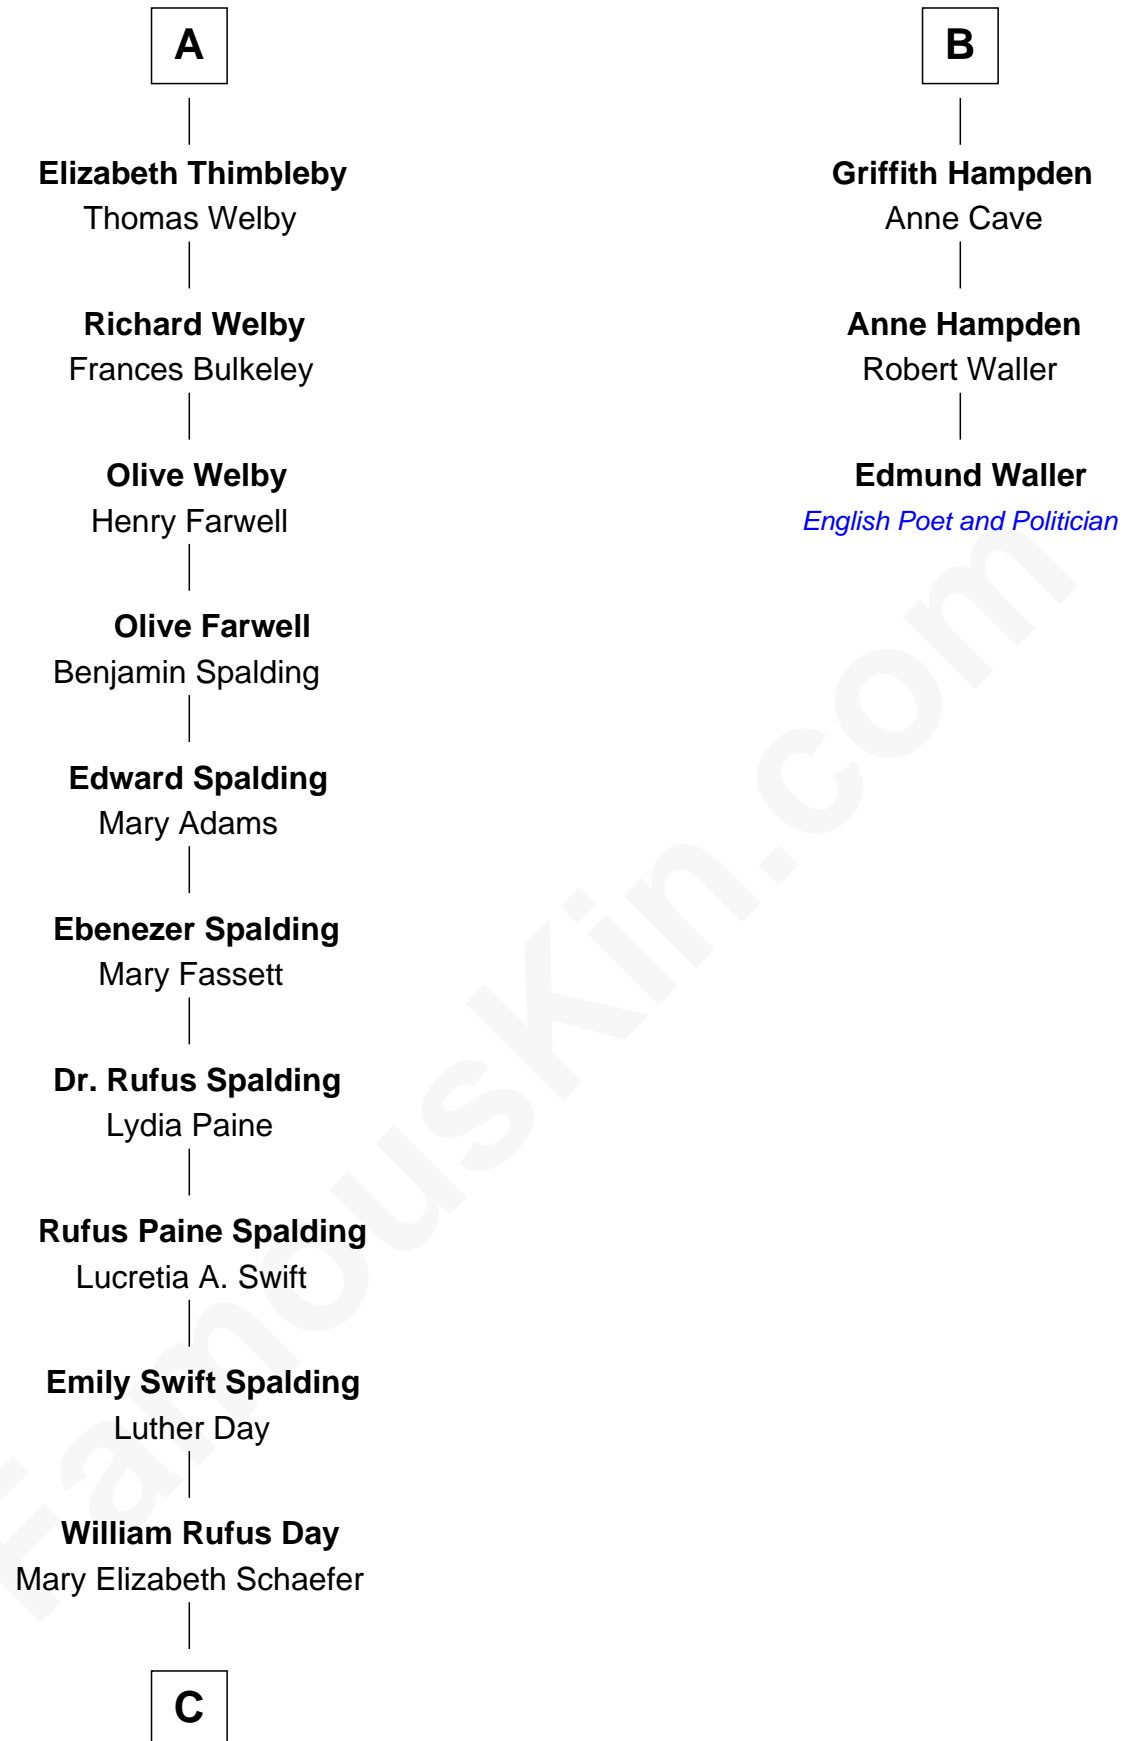 A
Elizabeth Thimbleby
Thomas Welby
Richard Welby
Frances Bulkeley
Olive Welby
Henry Farwell
Olive Farwell
Benjamin Spalding
Edward Spalding
Mary Adams
Ebenezer Spalding
Mary Fassett
Dr. Rufus Spalding
Lydia Paine
Rufus Paine Spalding
Lucretia A. Swift
Emily Swift Spalding
Luther Day
William Rufus Day
Mary Elizabeth Schaefer
C
B
Griffith Hampden
Anne Cave
Anne Hampden
Robert Waller
Edmund Waller
English Poet and Politician
FamousKin.com